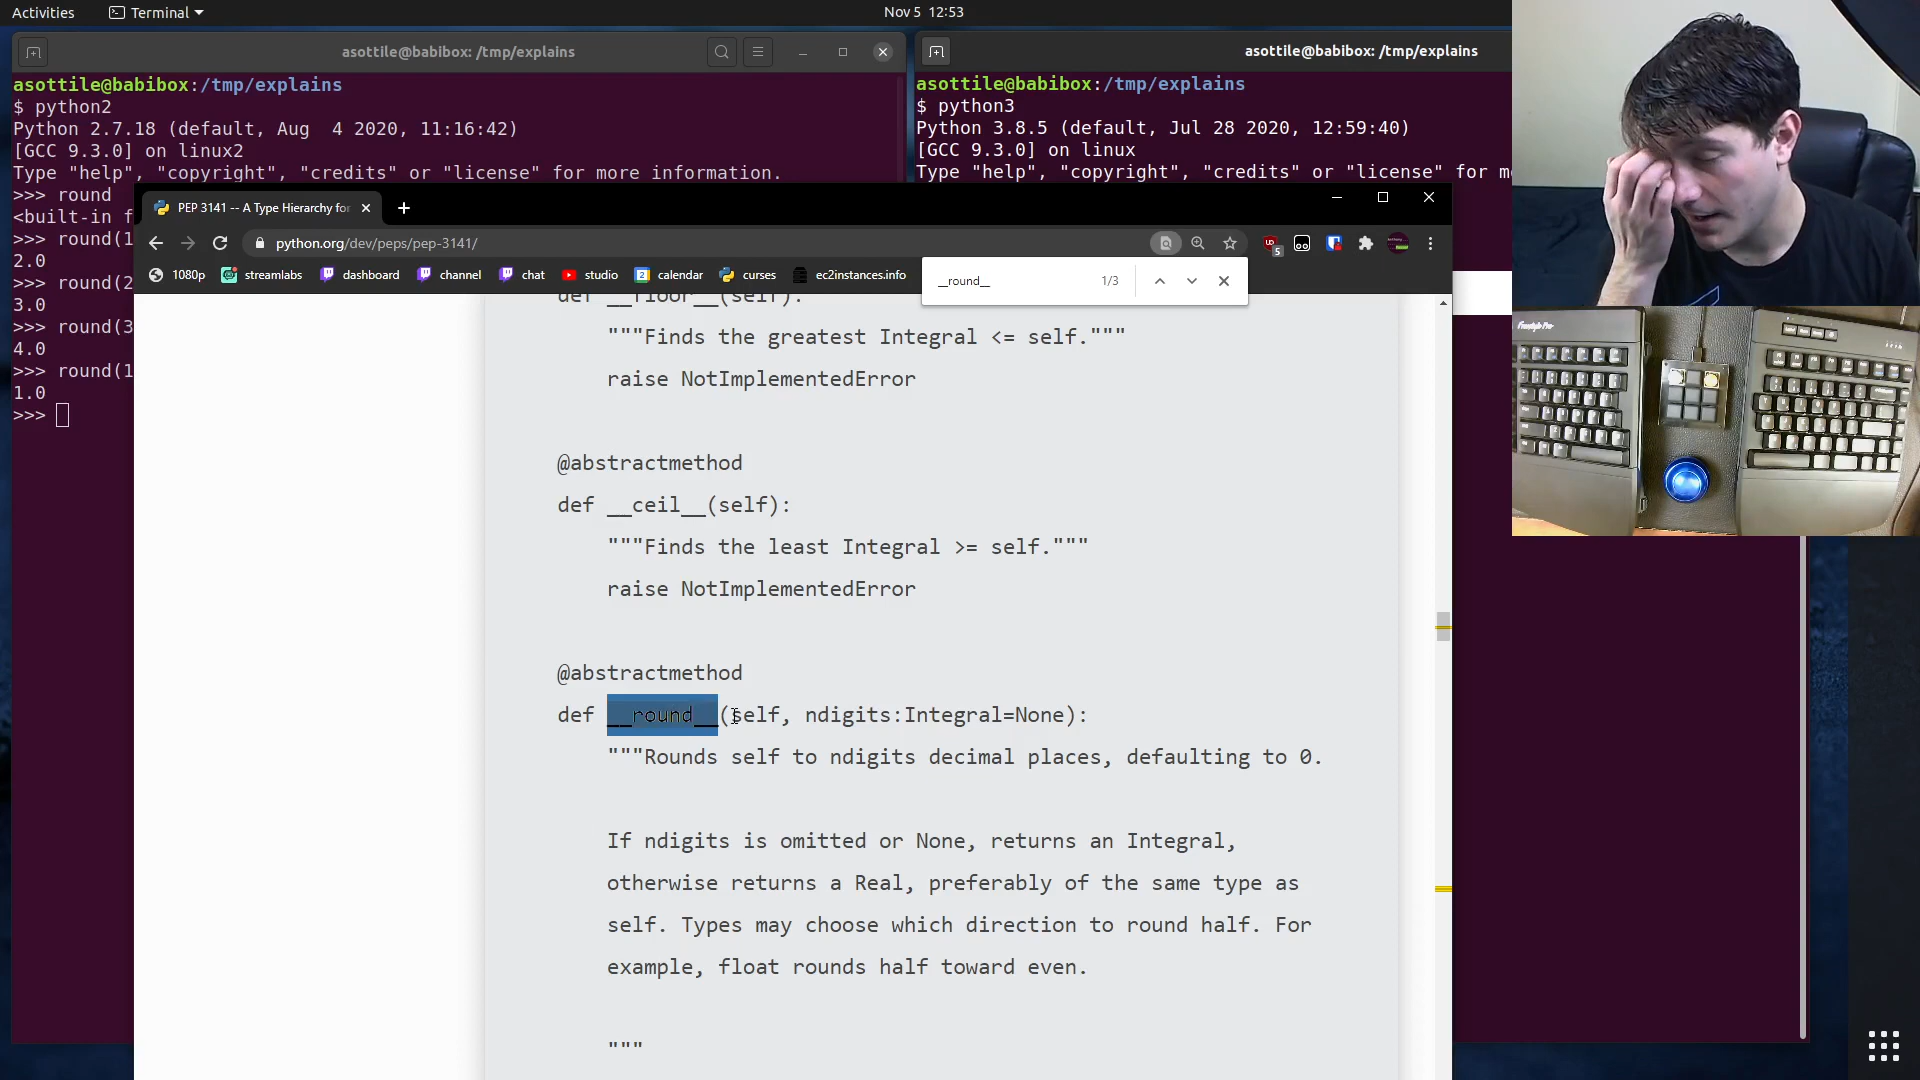 Activities
Terminal
Nov 5 12:53
asottile@babibox: /tmp/explains
asottile@babibox:/tmp/explains
$ python2
Python 2.7.18 (default, Aug  4 2020, 11:16:42)
[GCC 9.3.0] on linux2
Type "help", "copyright", "credits" or "license" for more information.
>>> round
<built-in f
>>> round(1
2.0
>>> round(2
3.0
>>> round(3
4.0
>>> round(1
1.0
>>>
asottile@babibox: /tmp/explains
asottile@babibox:/tmp/explains
$ python3
Python 3.8.5 (default, Jul 28 2020, 12:59:40)
[GCC 9.3.0] on linux
Type "help", "copyright", "credits" or "license" for m
PEP 3141 -- A Type Hierarchy for
python.org/dev/peps/pep-3141/
5
1080p
streamlabs
dashboard
channel
chat
studio
2
calendar
curses
ec2instances.info
__round__
1/3
def __floor__(self):
"""Finds the greatest Integral <= self."""
raise NotImplementedError
@abstractmethod
def __ceil__(self):
"""Finds the least Integral >= self."""
raise NotImplementedError
@abstractmethod
def __round__(self, ndigits:Integral=None):
"""Rounds self to ndigits decimal places, defaulting to 0.
If ndigits is omitted or None, returns an Integral,
otherwise returns a Real, preferably of the same type as
self. Types may choose which direction to round half. For
example, float rounds half toward even.
"""
Freestyle Pro